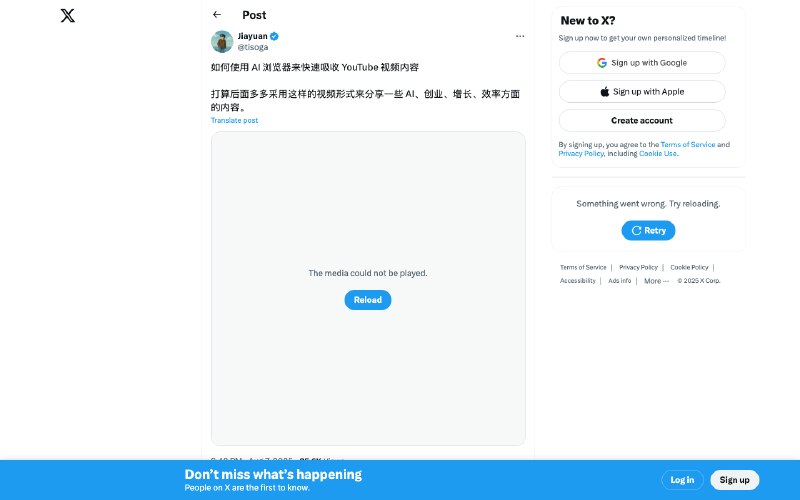 Post
Jiayuan
@tisoga
如何使用 AI 浏览器来快速吸收 YouTube 视频内容
打算后面多多采用这样的视频形式来分享一些 AI、创业、增长、效率方面
的内容。
Translate post
The media could not be played.
Reload
New to X?
Sign up now to get your own personalized timeline!
Sign up with Google
Sign up with Apple
Create account
By signing up, you agree to the Terms of Service and
Privacy Policy, including Cookie Use.
Something went wrong. Try reloading.
Retry
Terms of Service | Privacy Policy | Cookie Policy |
Accessibility | Ads info | More ··· © 2025 X Corp.
Don’t miss what’s happening
People on X are the first to know.
Log in
Sign up